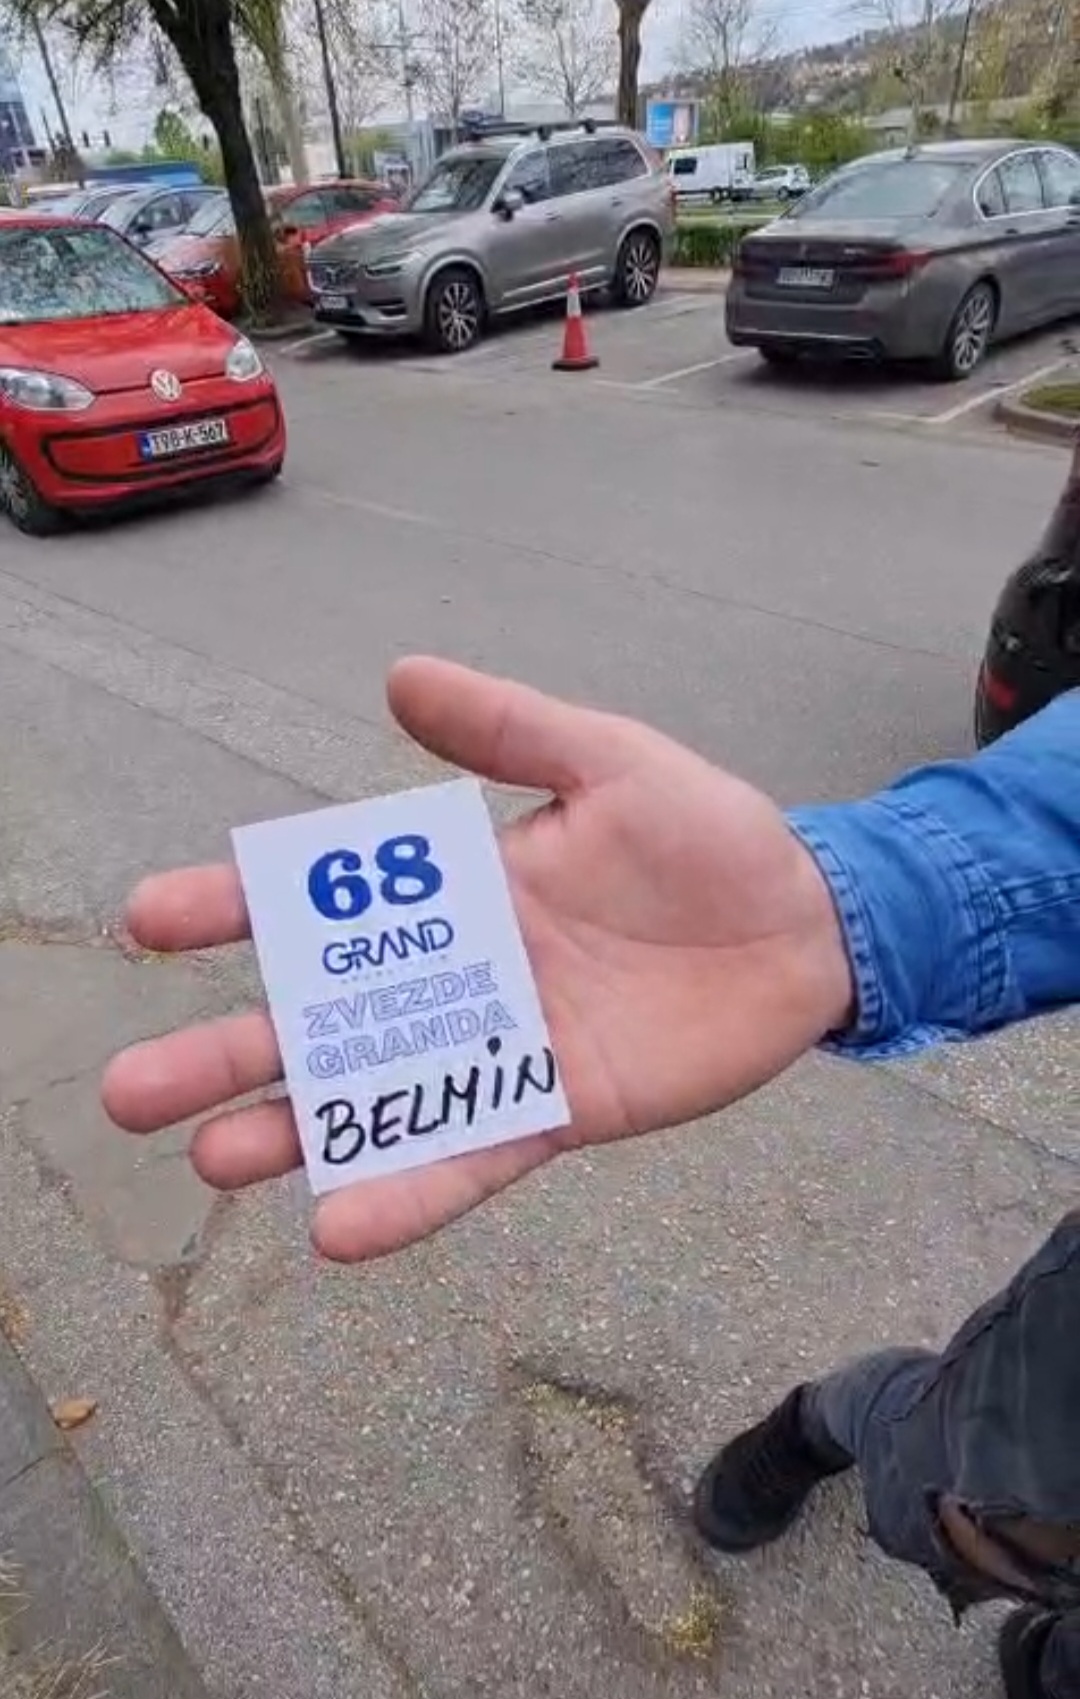 T98-K-567
68
GRAND
ZVEZDE
GRANDA
BELMIN